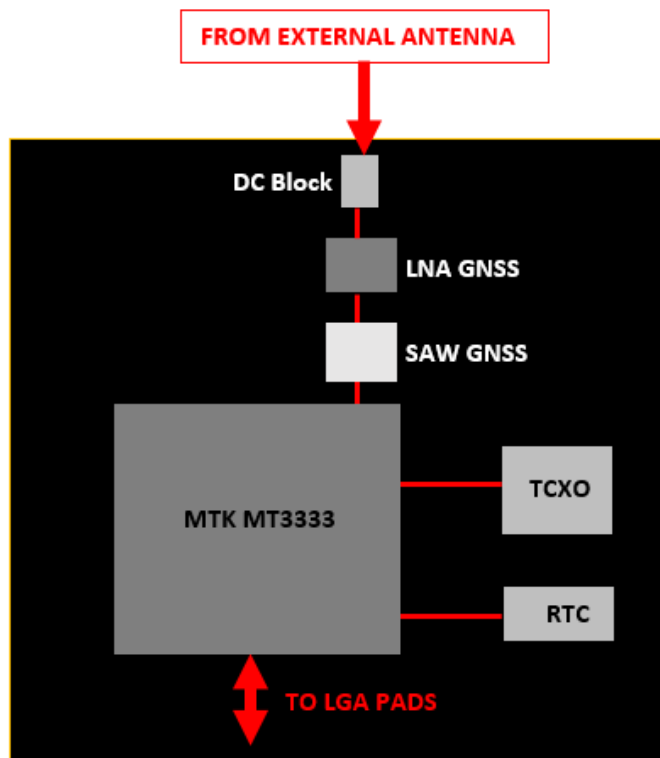 FROM EXTERNAL ANTENNA
DC Block
LNA GNSS
SAW GNSS
MTK MT3333
TCXO
RTC
TO LGA PADS